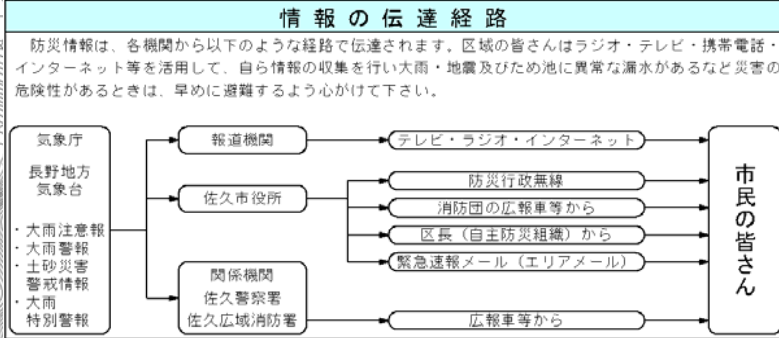 情報の伝達経路
防災情報は、各機関から以下のような経路で伝達されます。区域の皆さんはラジオ・テレビ・携帯電話・
インターネット等を活用して、自ら情報の収集を行い大雨・地震及びため池に異常な漏水があるなど災害の
危険性があるときは、早めに避難するよう心がけて下さい。
気象庁
長野地方
気象台
・大雨注意報
・大雨警報
・土砂災害
警戒情報
・大雨
特別警報
報道機関
テレビ・ラジオ・インターネット
佐久市役所
防災行政無線
消防団の広報車等から
区長（自主防災組織）から
緊急速報メール（エリアメール）
関係機関
佐久警察署
佐久広域消防署
広報車等から
市民の皆さん